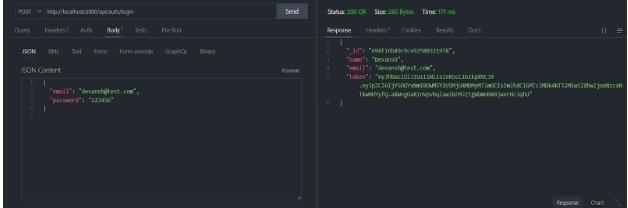 POST http://localhost:5000/api/auth/login Send
Status: 200 OK Size: 260 Bytes Time: 171 ms
Query Headers 2 Auth Body 1 Tests Pre Run
Response Headers 7 Cookies Results Docs
JSON XML Text Form Form-encode GraphQL Binary
JSON Content Format
1 {
2 "email": "devansh@test.com",
3 "password": "123456"
4 }
5
1 {
2 "_id":
3 "name": "Devansh",
4 "email": "devansh@test.com",
5 "token":
6 }
Response Chart